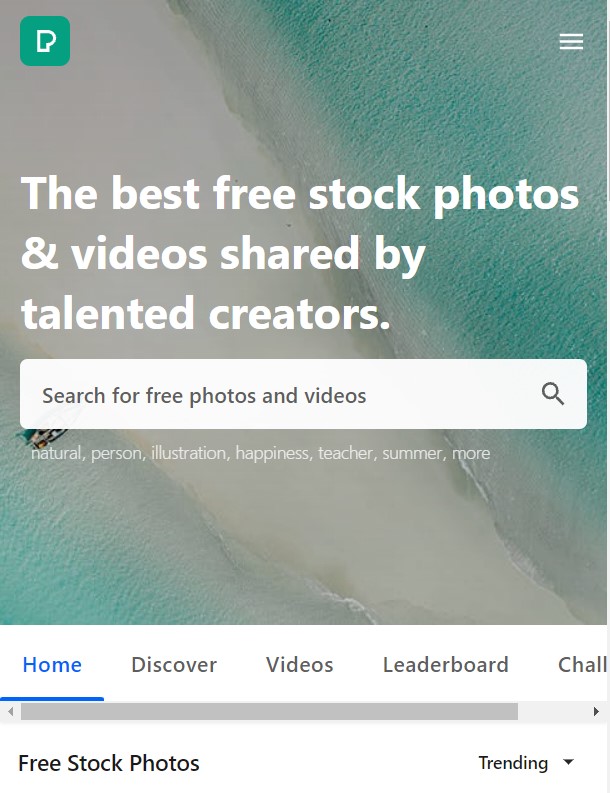 The best free stock photos
& videos shared by
talented creators.
Search for free photos and videos
natural, person, illustration, happiness, teacher, summer, more
Home Discover Videos Leaderboard Chall
Free Stock Photos Trending